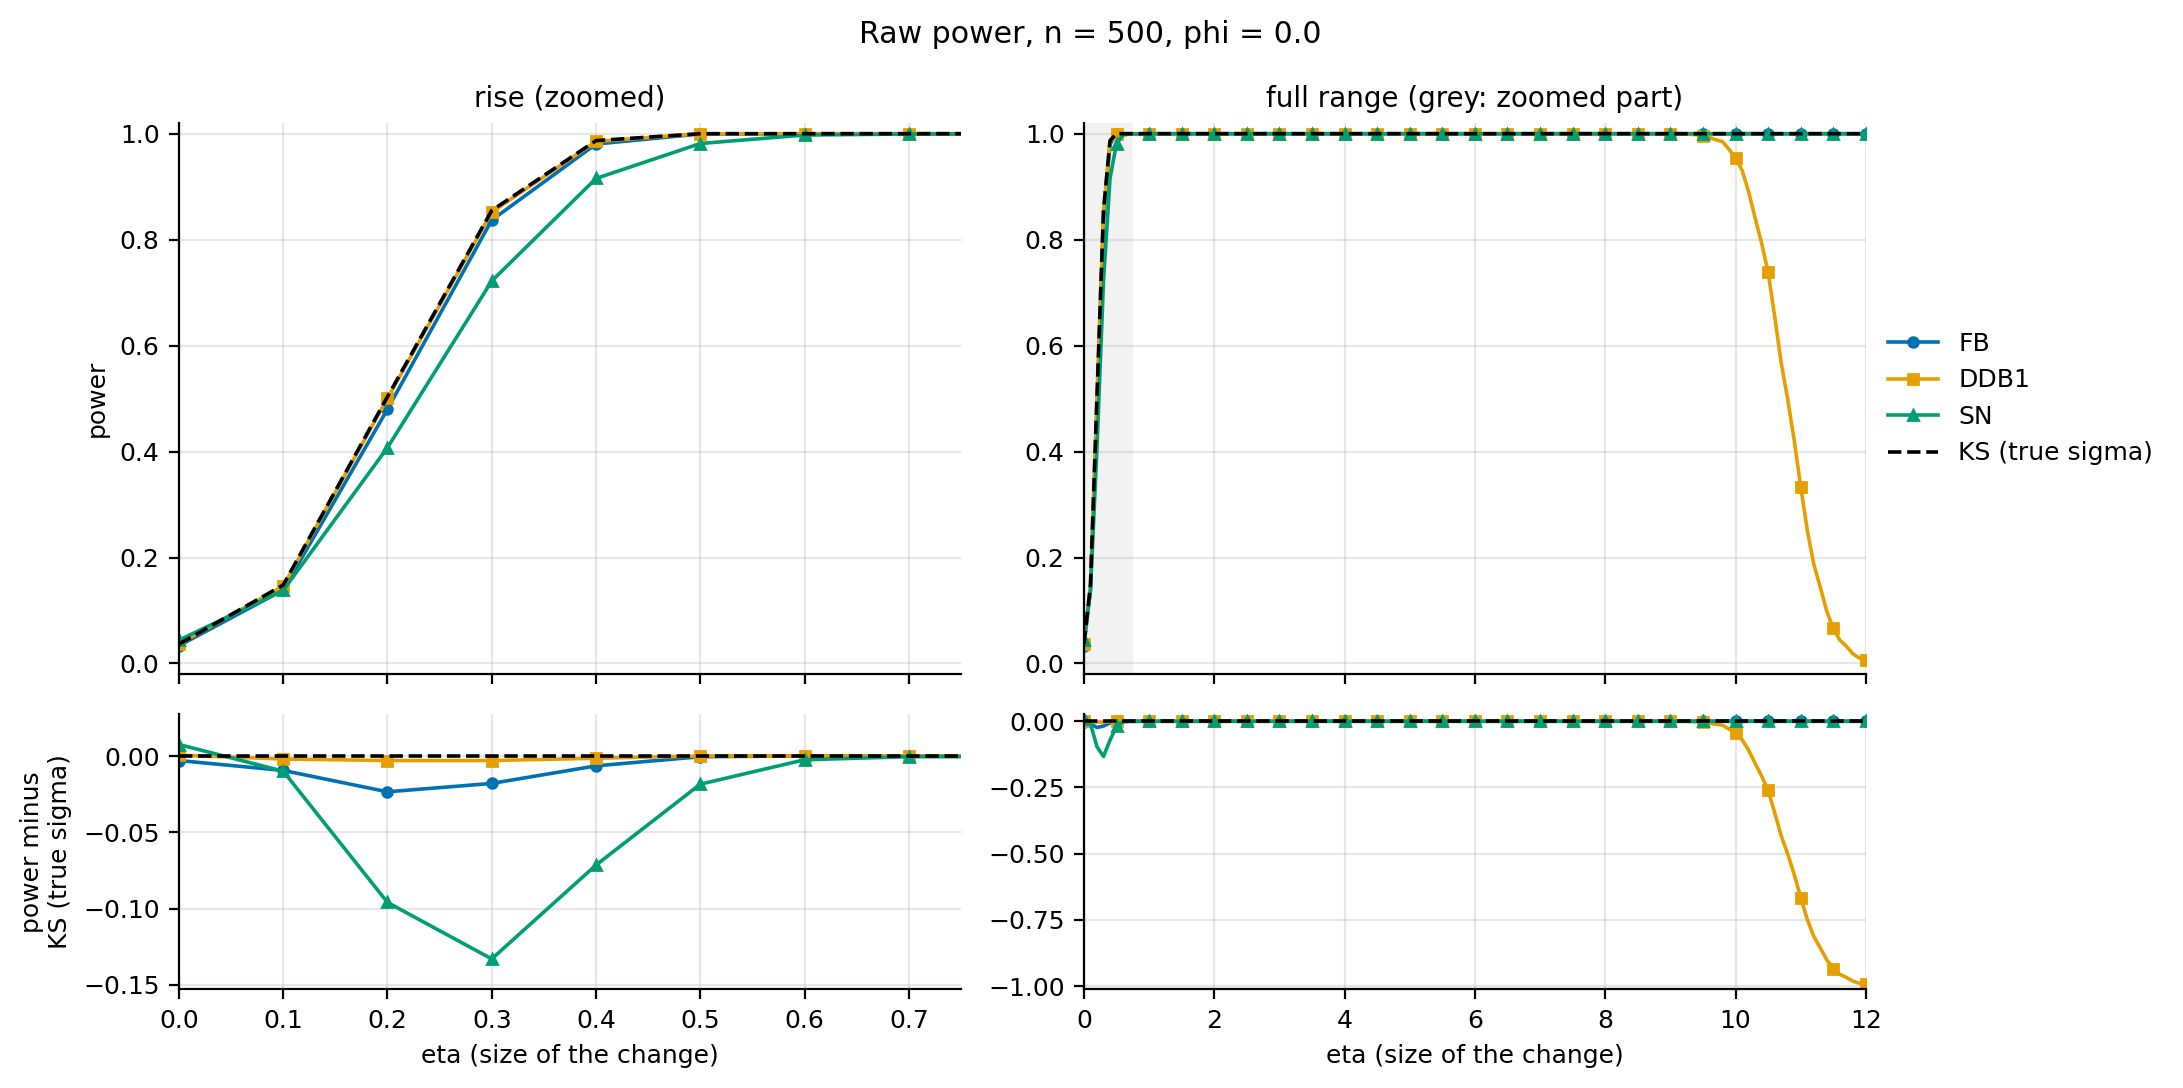 Raw power, n = 500, phi = 0.0
rise (zoomed)
1.0
0.8
0.6
0.4
0.2
0.0
power
full range (grey: zoomed part)
1.0
0.8
0.6
0.4
0.2
0.0
FB
DDB1
SN
KS (true sigma)
0.00
−0.05
−0.10
−0.15
power minus
KS (true sigma)
0.0 0.1 0.2 0.3 0.4 0.5 0.6 0.7
eta (size of the change)
0.00
−0.25
−0.50
−0.75
−1.00
0 2 4 6 8 10 12
eta (size of the change)